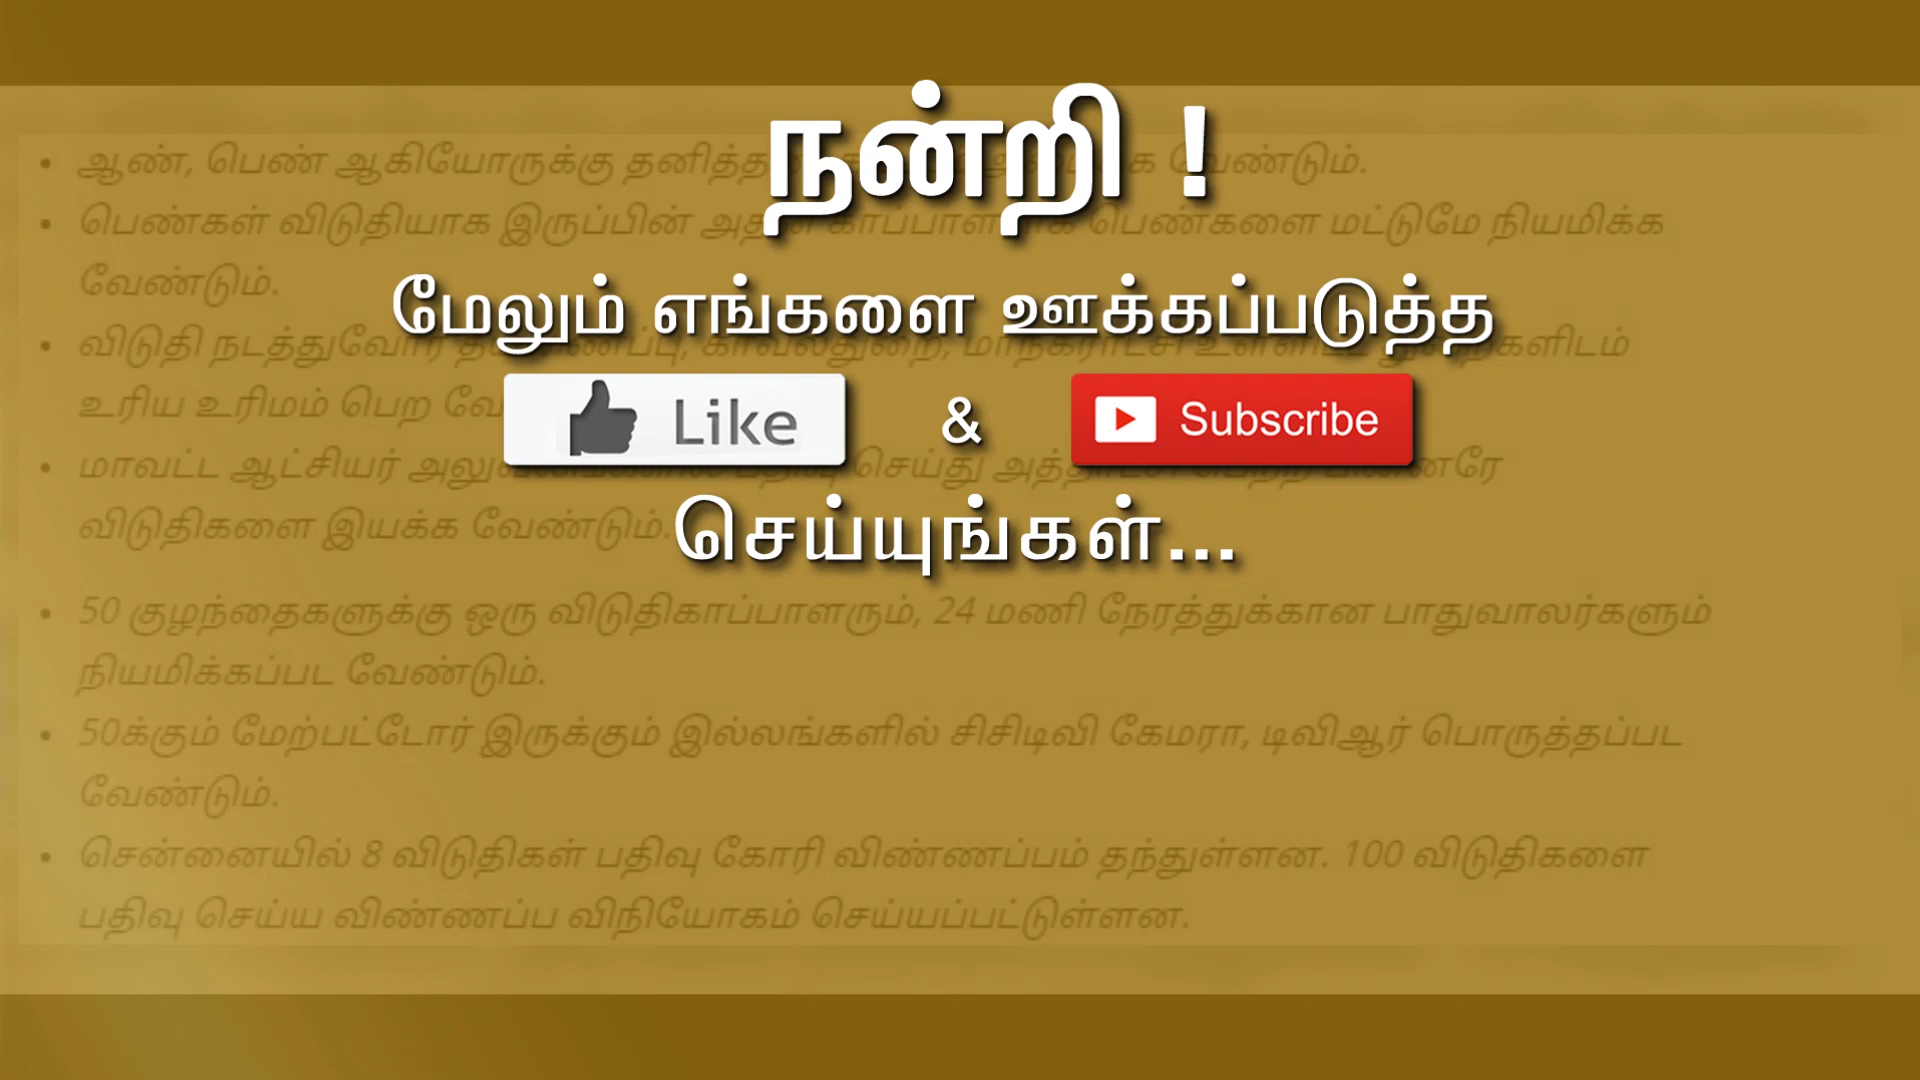 நன்றி !
மேலும் எங்களை ஊக்கப்படுத்த
Like & Subscribe
செய்யுங்கள்...
• ஆண், பெண் ஆகியோருக்கு தனித்த வேண்டும்.
• பெண்கள் விடுதியாக இருப்பின் காப்பாளராக பெண்களை மட்டுமே நியமிக்க
வேண்டும்.
• விடுதி நடத்துவோர்
உரிய உரிமம் பெற
• மாவட்ட ஆட்சியர் செய்து
விடுதிகளை இயக்க வேண்டும்.
• 50 குழந்தைகளுக்கு ஒரு விடுதிகாப்பாளரும், 24 மணி நேரத்துக்கான பாதுவாலர்களும்
நியமிக்கப்பட வேண்டும்.
• 50க்கும் மேற்பட்டோர் இருக்கும் இல்லங்களில் சிசிடிவி கேமரா, டிவிஆர் பொருத்தப்பட
வேண்டும்.
• சென்னையில் 8 விடுதிகள் பதிவு கோரி விண்ணப்பம் தந்துள்ளன. 100 விடுதிகளை
பதிவு செய்ய விண்ணப்ப விநியோகம் செய்யப்பட்டுள்ளன.